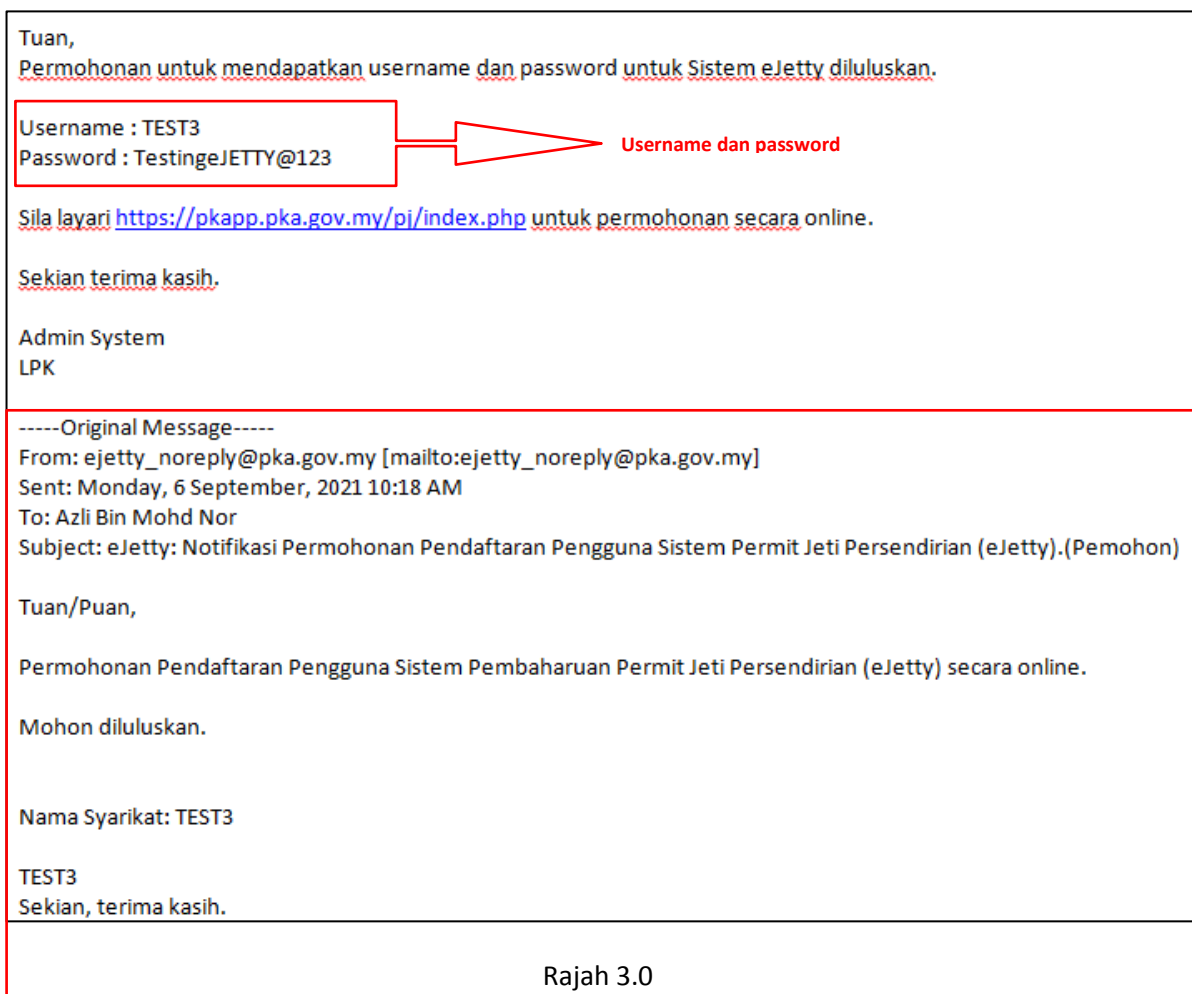 Tuan,
Permohonan untuk mendapatkan username dan password untuk Sistem eJetty diluluskan.
Username : TEST3
Password : TestingeJETTY@123
Username dan password
Sila layari https://pkapp.pka.gov.my/pj/index.php untuk permohonan secara online.
Sekian terima kasih.
Admin System
LPK
-----Original Message-----
From: ejetty_noreply@pka.gov.my [mailto:ejetty_noreply@pka.gov.my]
Sent: Monday, 6 September, 2021 10:18 AM
To: Azli Bin Mohd Nor
Subject: eJetty: Notifikasi Permohonan Pendaftaran Pengguna Sistem Permit Jeti Persendirian (eJetty).(Pemohon)
Tuan/Puan,
Permohonan Pendaftaran Pengguna Sistem Pembaharuan Permit Jeti Persendirian (eJetty) secara online.
Mohon diluluskan.
Nama Syarikat: TEST3
TEST3
Sekian, terima kasih.
Rajah 3.0